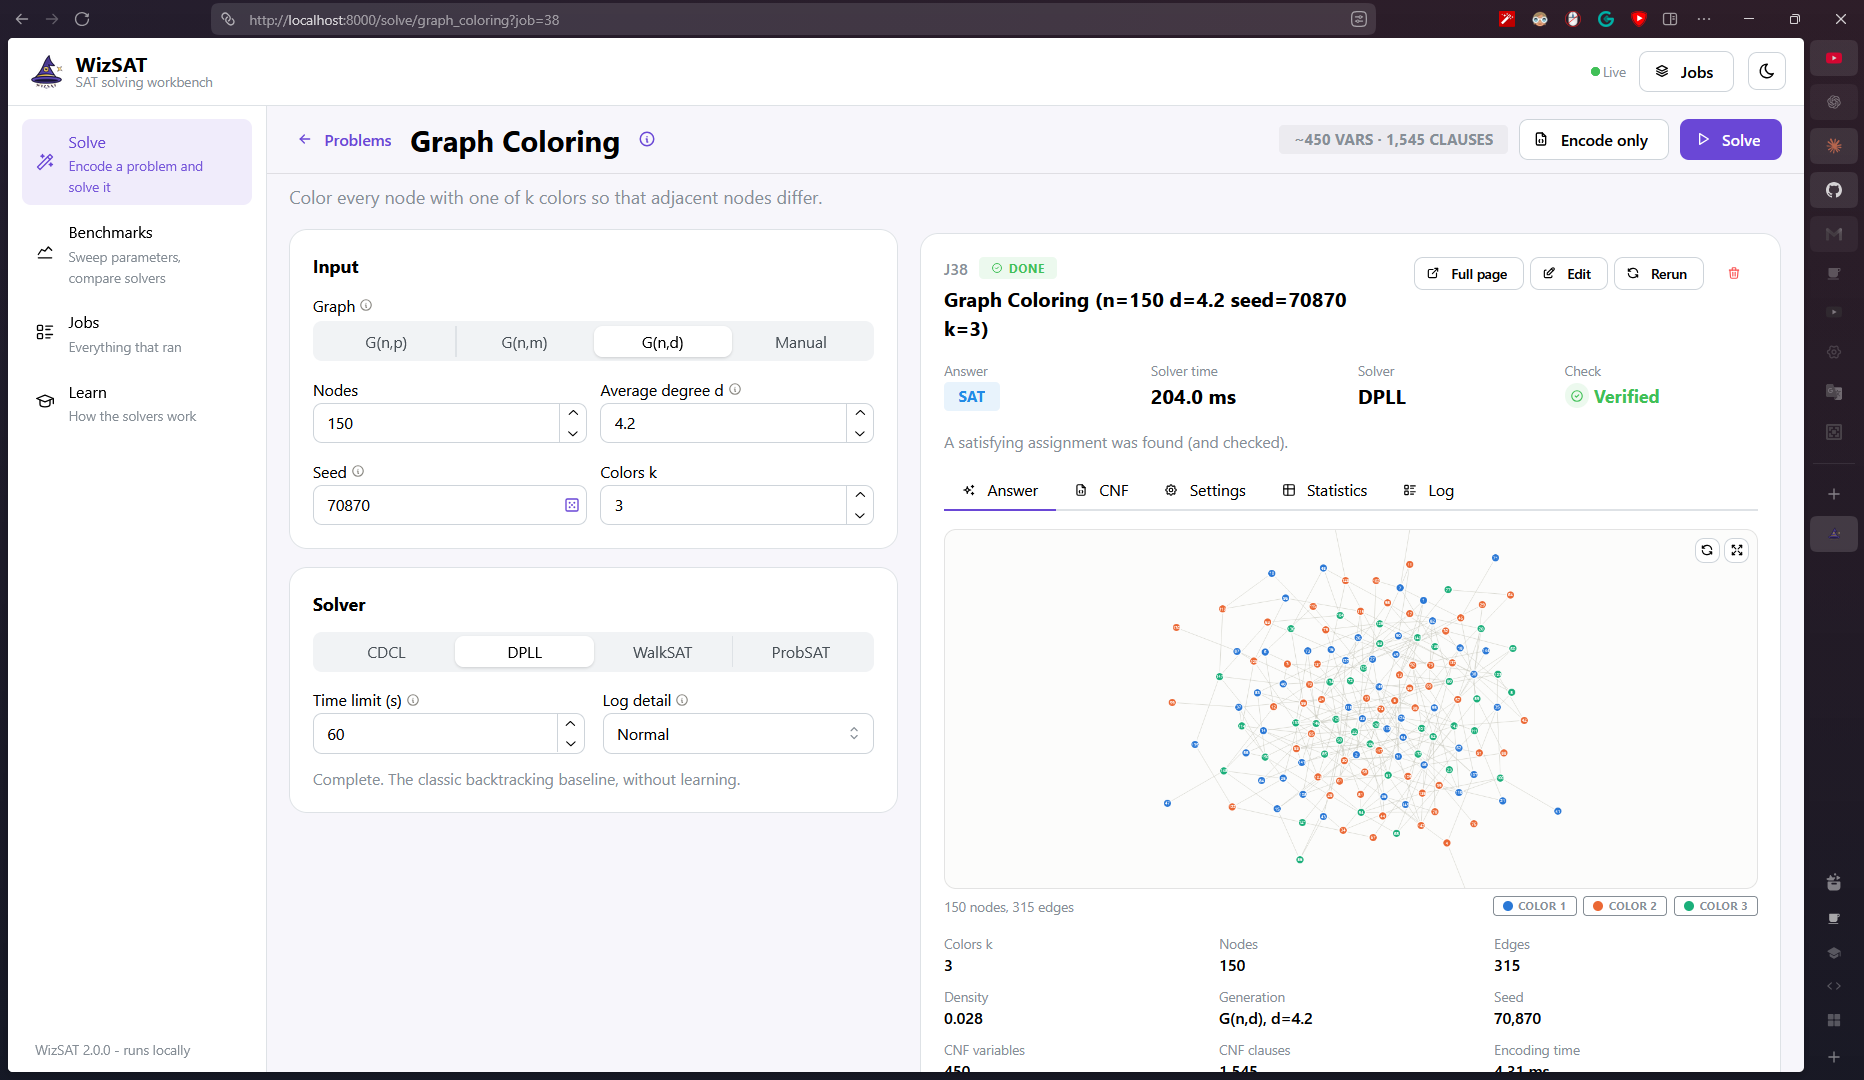 http://localhost:8000/solve/graph_coloring?job=38
WizSAT
SAT solving workbench
Live
Jobs
Solve
Encode a problem and
solve it
Benchmarks
Sweep parameters,
compare solvers
Jobs
Everything that ran
Learn
How the solvers work
WizSAT 2.0.0 - runs locally
Problems
Graph Coloring
~450 VARS · 1,545 CLAUSES
Encode only
Solve
Color every node with one of k colors so that adjacent nodes differ.
Input
Graph
G(n,p)
G(n,m)
G(n,d)
Manual
Nodes
Average degree d
150
4.2
Seed
Colors k
70870
3
Solver
CDCL
DPLL
WalkSAT
ProbSAT
Time limit (s)
Log detail
60
Normal
Complete. The classic backtracking baseline, without learning.
J38
DONE
Full page
Edit
Rerun
Graph Coloring (n=150 d=4.2 seed=70870
k=3)
Answer
Solver time
Solver
Check
SAT
204.0 ms
DPLL
Verified
A satisfying assignment was found (and checked).
Answer
CNF
Settings
Statistics
Log
150 nodes, 315 edges
COLOR 1
COLOR 2
COLOR 3
Colors k
Nodes
Edges
3
150
315
Density
Generation
Seed
0.028
G(n,d), d=4.2
70,870
CNF variables
CNF clauses
Encoding time
450
1,545
4.31 ms